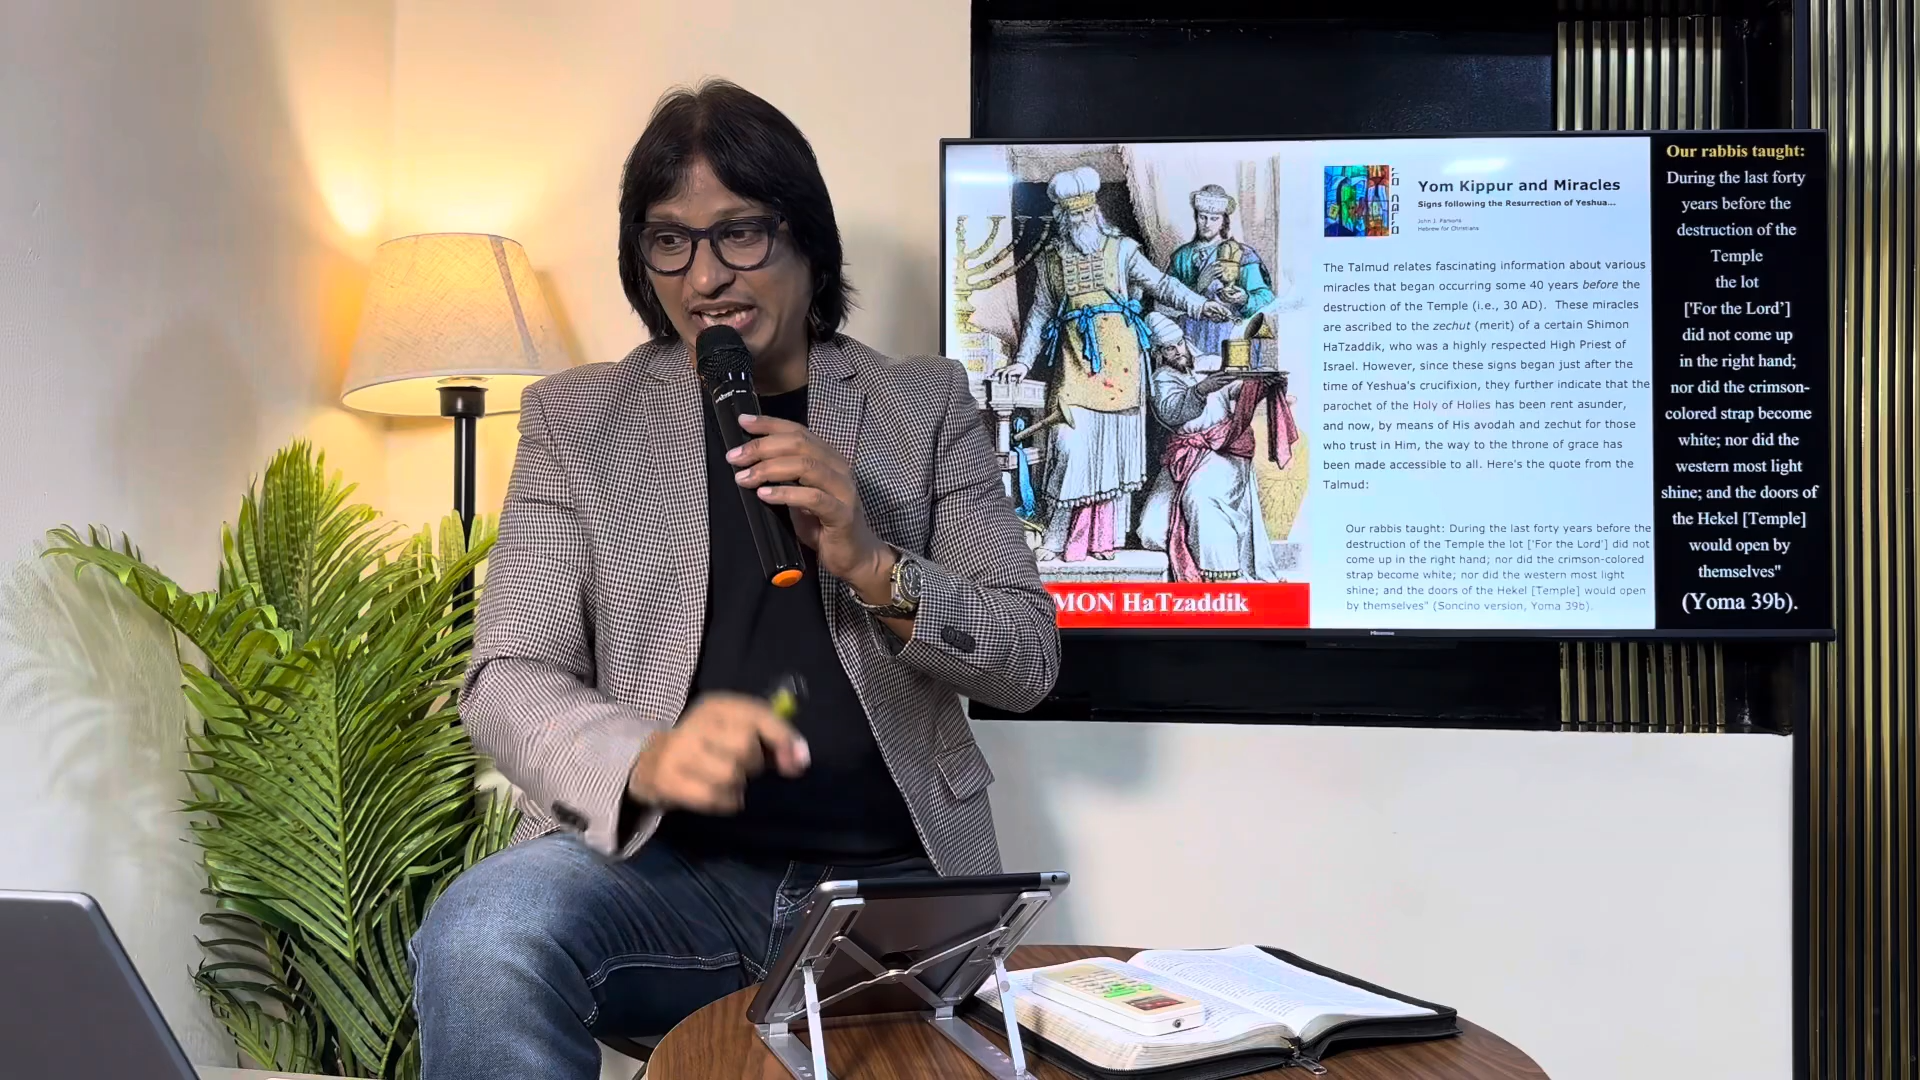 Yom Kippur and Miracles
Signs following the Resurrection of Yeshua...
John J. Parsons
Hebrew for Christians
The Talmud relates fascinating information about various
miracles that began occurring some 40 years before the
destruction of the Temple (i.e., 30 AD). These miracles
are ascribed to the zechut (merit) of a certain Shimon
HaTzaddik, who was a highly respected High Priest of
Israel. However, since these signs began just after the
time of Yeshua's crucifixion, they further indicate that the
parochet of the Holy of Holies has been rent asunder,
and now, by means of His avodah and zechut for those
who trust in Him, the way to the throne of grace has
been made accessible to all. Here's the quote from the
Talmud:
Our rabbis taught: During the last forty years before the
destruction of the Temple the lot ['For the Lord'] did not
come up in the right hand; nor did the crimson-colored
strap become white; nor did the western most light
shine; and the doors of the Hekel [Temple] would open
by themselves" (Soncino version, Yoma 39b).
MON HaTzaddik
Our rabbis taught:
During the last forty
years before the
destruction of the
Temple
the lot
['For the Lord']
did not come up
in the right hand;
nor did the crimson-
colored strap become
white; nor did the
western most light
shine; and the doors of
the Hekel [Temple]
would open by
themselves"
(Yoma 39b).
Hisense